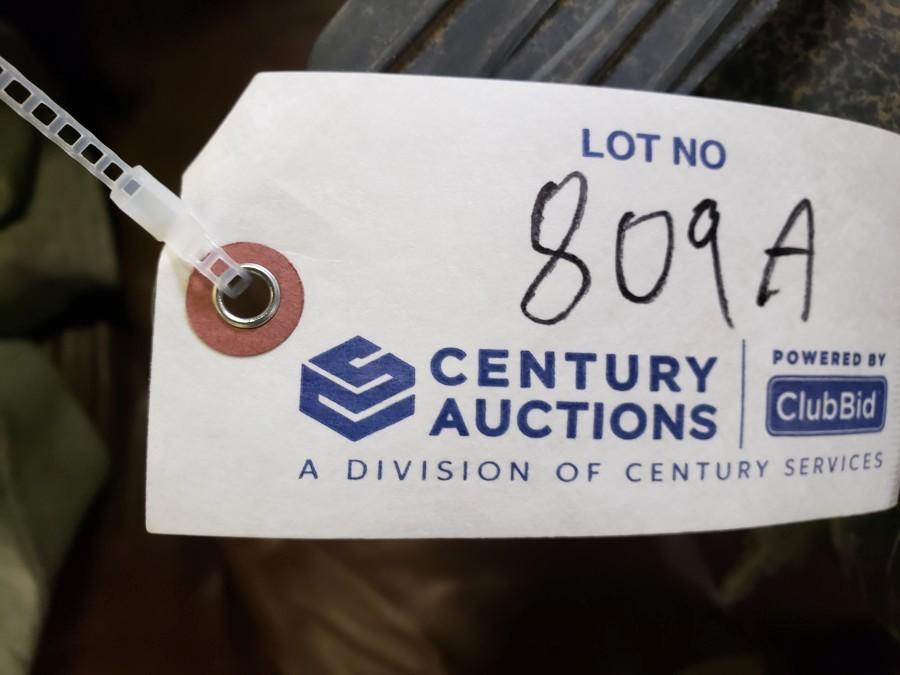 LOT NO
809A
CENTURY
AUCTIONS
POWERED BY
ClubBid
A DIVISION OF CENTURY SERVICES